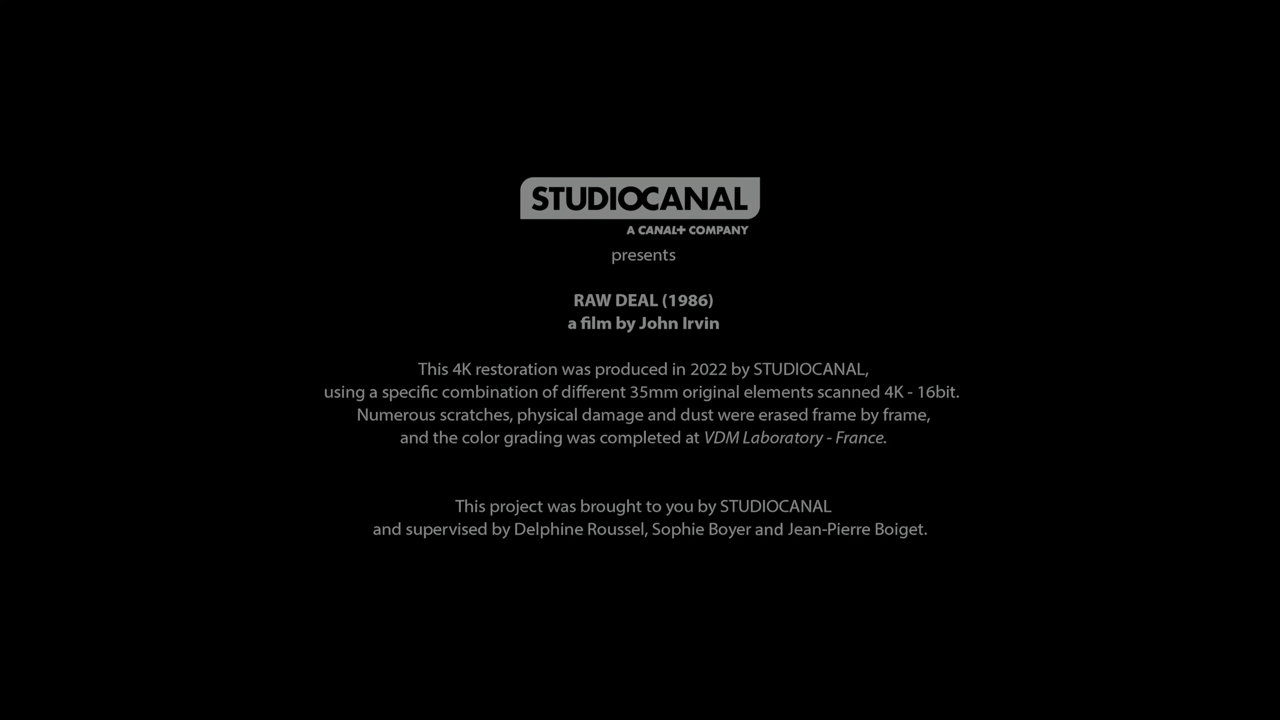 STUDIOCANAL
A CANAL+ COMPANY
presents
RAW DEAL (1986)
a film by John Irvin
This 4K restoration was produced in 2022 by STUDIOCANAL,
using a specific combination of different 35mm original elements scanned 4K - 16bit.
Numerous scratches, physical damage and dust were erased frame by frame,
and the color grading was completed at VDM Laboratory - France.
This project was brought to you by STUDIOCANAL
and supervised by Delphine Roussel, Sophie Boyer and Jean-Pierre Boiget.